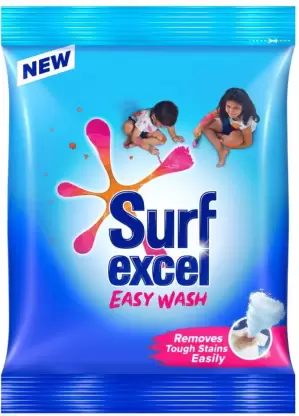 NEW
Surf
excel
EASY WASH
Removes
Tough Stains
Easily